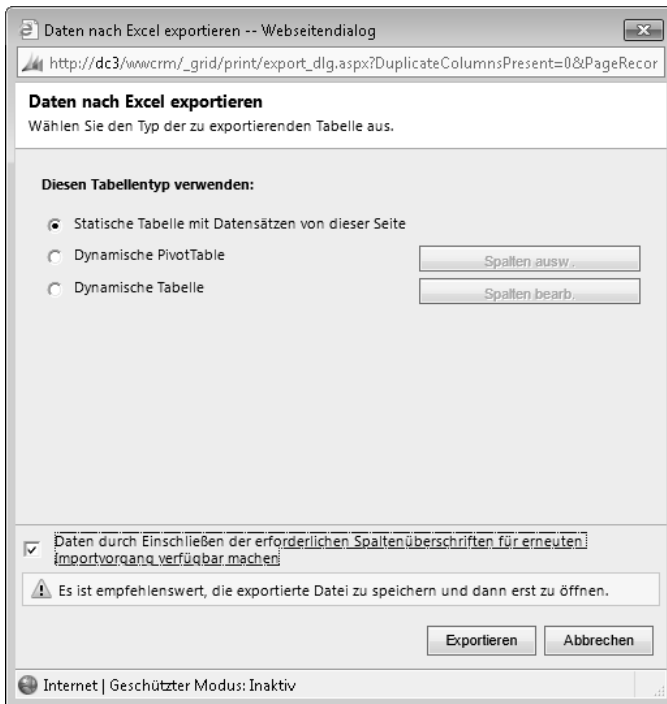 Daten nach Excel exportieren -- Webseitendialog
http://dc3/wwcrm/_grid/print/export_dlg.aspx?DuplicateColumnsPresent=0&PageRecor
Daten nach Excel exportieren
Wählen Sie den Typ der zu exportierenden Tabelle aus.
Diesen Tabellentyp verwenden:
Statische Tabelle mit Datensätzen von dieser Seite
Dynamische PivotTable
Spalten ausw.
Dynamische Tabelle
Spalten bearb.
Daten durch Einschließen der erforderlichen Spaltenüberschriften für erneuten
Importvorgang verfügbar machen
Es ist empfehlenswert, die exportierte Datei zu speichern und dann erst zu öffnen.
Exportieren
Abbrechen
Internet | Geschützter Modus: Inaktiv